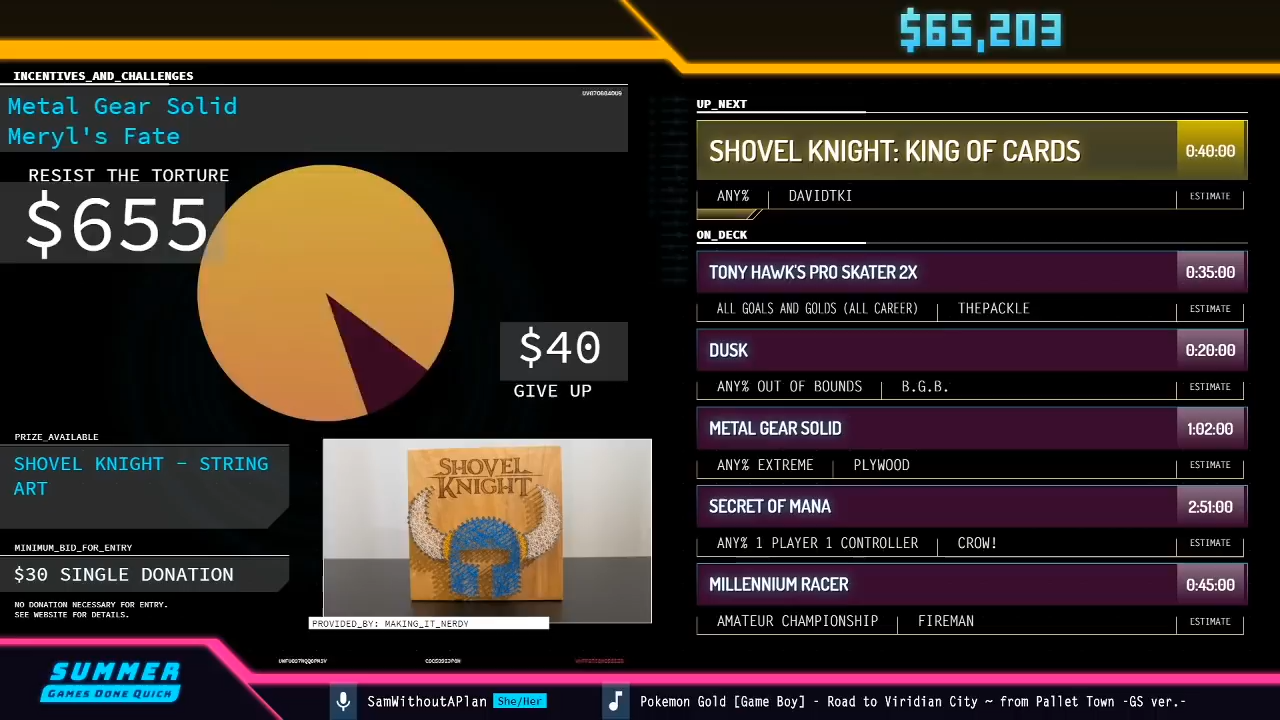 $65,203
INCENTIVES_AND_CHALLENGES
Metal Gear Solid
Meryl's Fate
RESIST THE TORTURE
$655
$40
GIVE UP
PRIZE_AVAILABLE
SHOVEL KNIGHT - STRING
ART
MINIMUM_BID_FOR_ENTRY
$30 SINGLE DONATION
NO DONATION NECESSARY FOR ENTRY.
SEE WEBSITE FOR DETAILS.
SHOVEL
KNIGHT
PROVIDED_BY: MAKING_IT_NERDY
UP_NEXT
SHOVEL KNIGHT: KING OF CARDS 0:40:00
ANY% DAVIDTKI ESTIMATE
ON_DECK
TONY HAWK'S PRO SKATER 2X 0:35:00
ALL GOALS AND GOLDS (ALL CAREER) THEPACKLE ESTIMATE
DUSK 0:20:00
ANY% OUT OF BOUNDS B.G.B. ESTIMATE
METAL GEAR SOLID 1:02:00
ANY% EXTREME PLYWOOD ESTIMATE
SECRET OF MANA 2:51:00
ANY% 1 PLAYER 1 CONTROLLER CROW! ESTIMATE
MILLENNIUM RACER 0:45:00
AMATEUR CHAMPIONSHIP FIREMAN ESTIMATE
SUMMER
GAMES DONE QUICK
SamWithoutAPlan She/Her
Pokemon Gold [Game Boy] - Road to Viridian City ~ from Pallet Town -GS ver.-